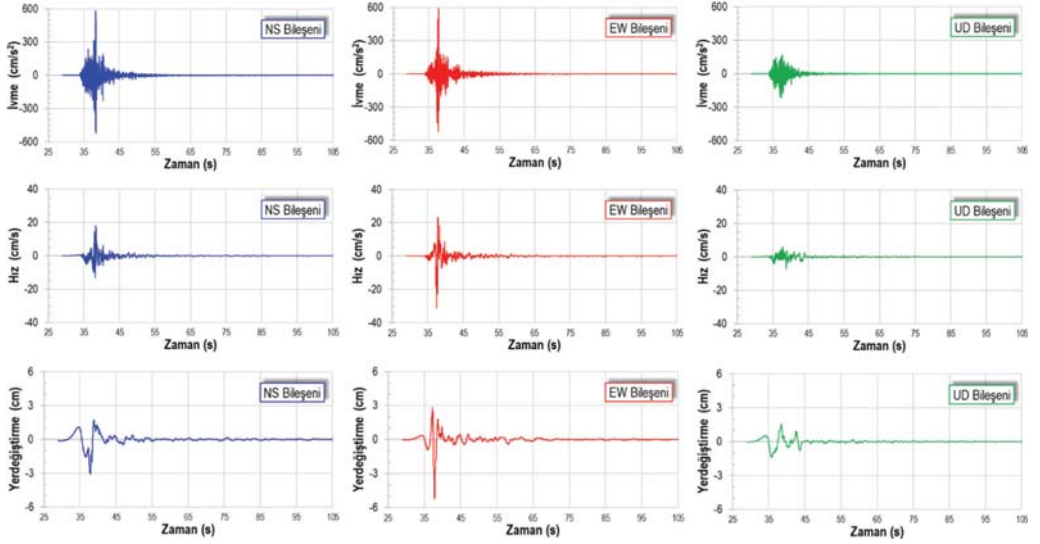 600
300
0
-300
-600
İvme (cm/s²)
NS Bileşeni
25 35 45 55 65 75 85 95 105
Zaman (s)
600
300
0
-300
-600
İvme (cm/s²)
EW Bileşeni
25 35 45 55 65 75 85 95 105
Zaman (s)
600
300
0
-300
-600
İvme (cm/s²)
UD Bileşeni
25 35 45 55 65 75 85 95 105
Zaman (s)
40
20
0
-20
-40
Hız (cm/s)
NS Bileşeni
25 35 45 55 65 75 85 95 105
Zaman (s)
40
20
0
-20
-40
Hız (cm/s)
EW Bileşeni
25 35 45 55 65 75 85 95 105
Zaman (s)
40
20
0
-20
-40
Hız (cm/s)
UD Bileşeni
25 35 45 55 65 75 85 95 105
Zaman (s)
6
3
0
-3
-6
Yerdeğiştirme (cm)
NS Bileşeni
25 35 45 55 65 75 85 95 105
Zaman (s)
6
3
0
-3
-6
Yerdeğiştirme (cm)
EW Bileşeni
25 35 45 55 65 75 85 95 105
Zaman (s)
6
3
0
-3
-6
Yerdeğiştirme (cm)
UD Bileşeni
25 35 45 55 65 75 85 95 105
Zaman (s)